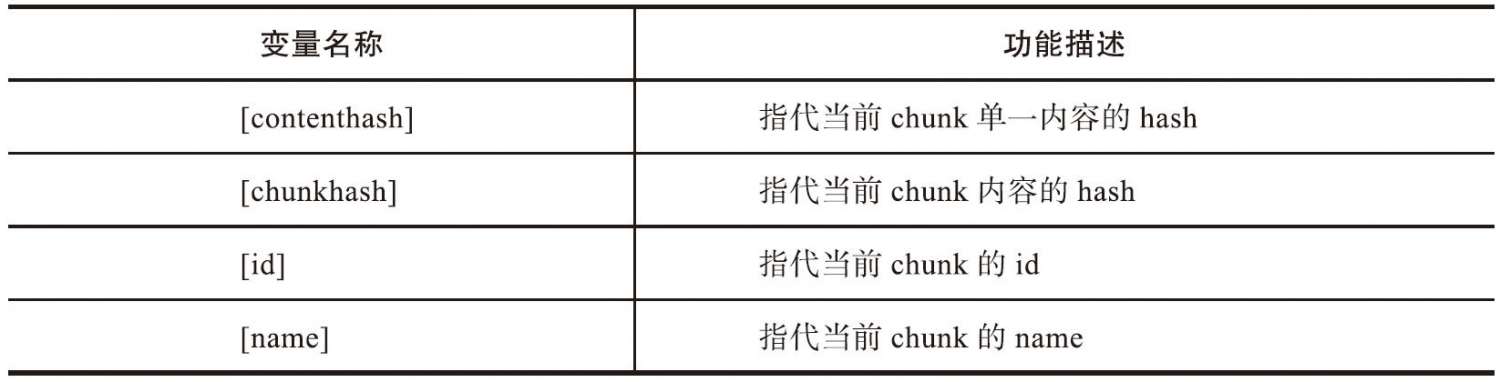 变量名称 功能描述
[contenthash] 指代当前 chunk 单一内容的 hash
[chunkhash] 指代当前 chunk 内容的 hash
[id] 指代当前 chunk 的 id
[name] 指代当前 chunk 的 name